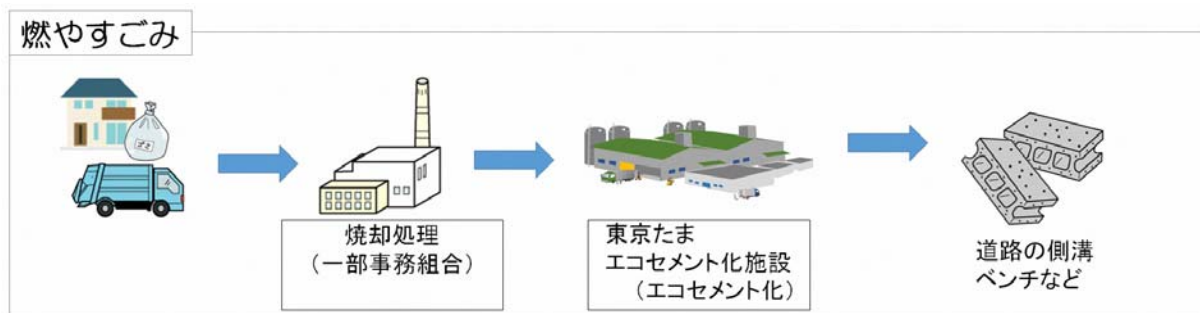 燃やすごみ
焼却処理
（一部事務組合）
東京たま
エコセメント化施設
（エコセメント化）
道路の側溝
ベンチなど